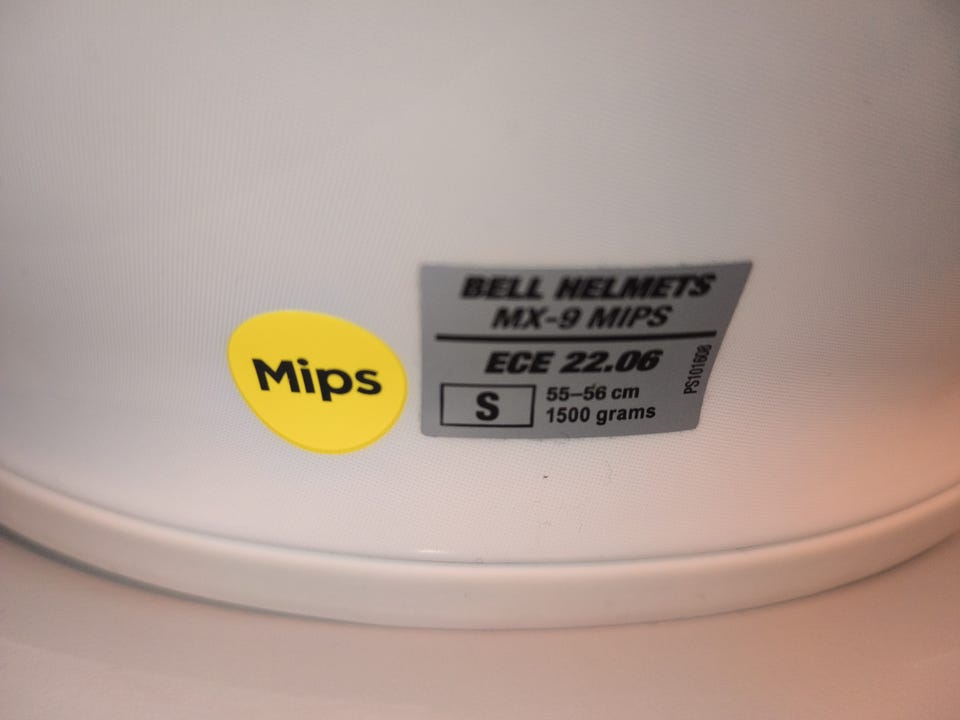 Mips
BELL HELMETS
MX-9 MIPS
ECE 22.06
S
55–56 cm
1500 grams
PS101608